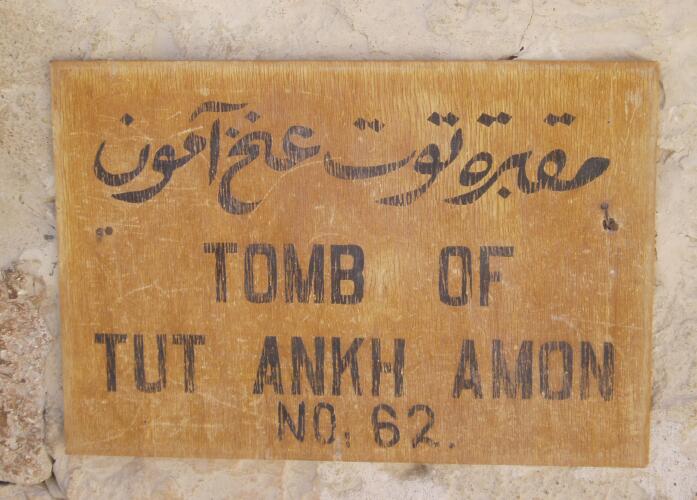 مقبرة توت عنخ آمون
TOMB OF
TUT ANKH AMON
NO. 62.